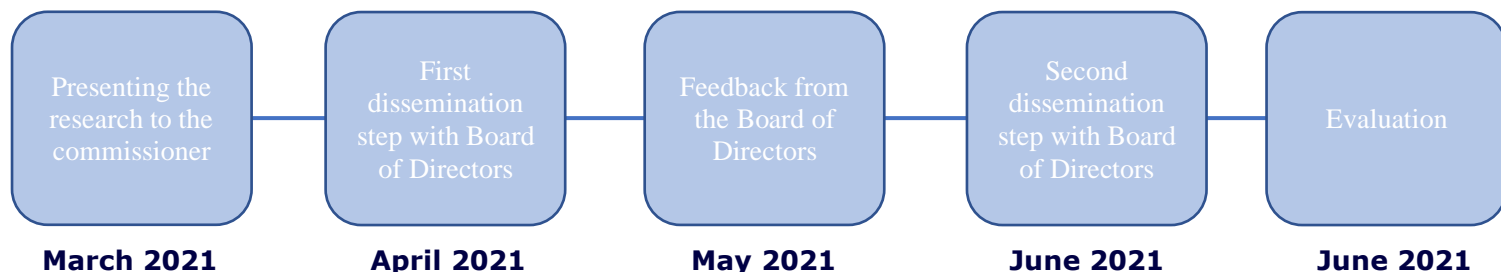 Presenting the
research to the
commissioner
First
dissemination
step with Board
of Directors
Feedback from
the Board of
Directors
Second
dissemination
step with Board
of Directors
Evaluation
March 2021
April 2021
May 2021
June 2021
June 2021